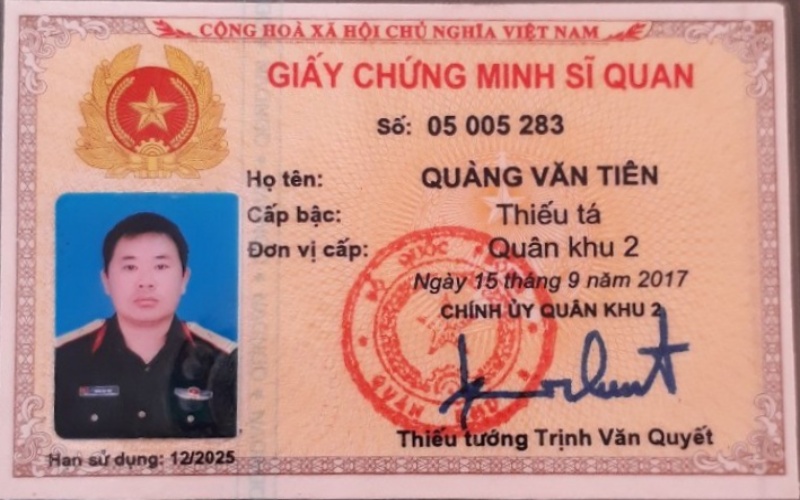 CỘNG HOÀ XÃ HỘI CHỦ NGHĨA VIỆT NAM
GIẤY CHỨNG MINH SĨ QUAN
Số: 05 005 283
Họ tên: QUÀNG VĂN TIÊN
Cấp bậc: Thiếu tá
Đơn vị cấp: Quân khu 2
Ngày 15 tháng 9 năm 2017
CHÍNH ỦY QUÂN KHU 2
Thiếu tướng Trịnh Văn Quyết
Hạn sử dụng: 12/2025